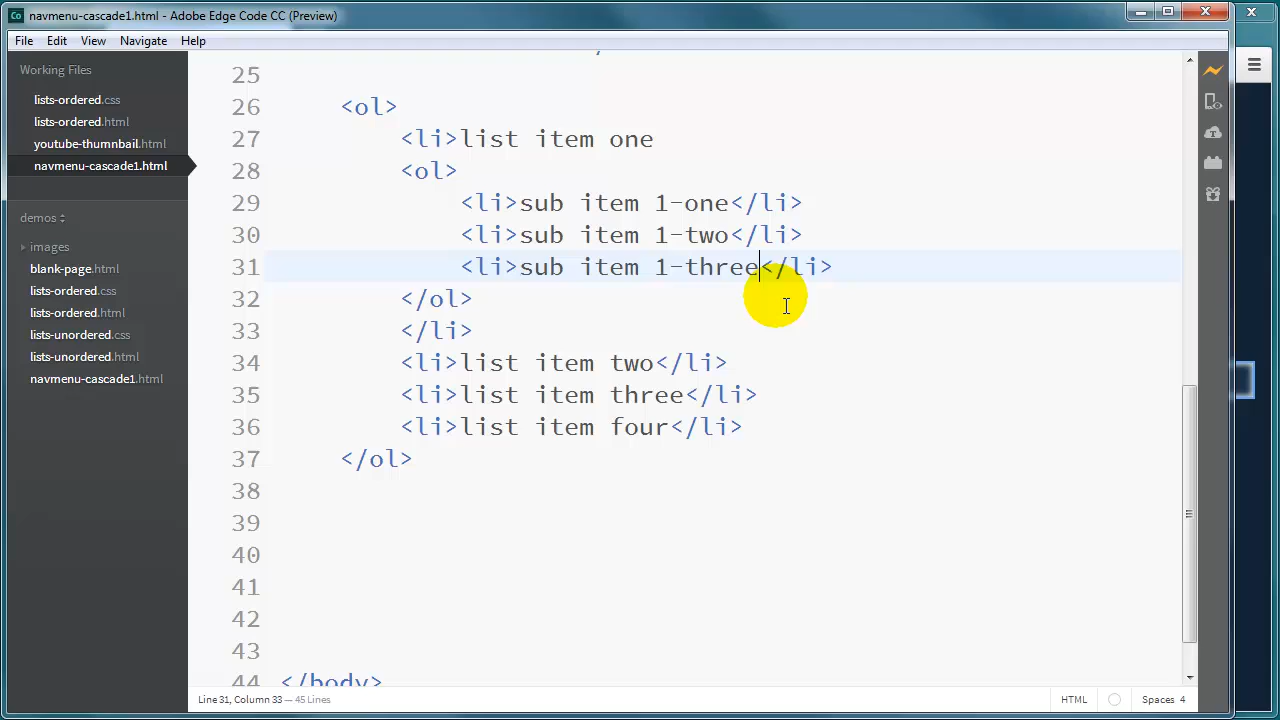 Co navmenu-cascade1.html - Adobe Edge Code CC (Preview)
File Edit View Navigate Help
Working Files
lists-ordered.css
lists-ordered.html
youtube-thumnbail.html
navmenu-cascade1.html
demos
images
blank-page.html
lists-ordered.css
lists-ordered.html
lists-unordered.css
lists-unordered.html
navmenu-cascade1.html
25
26 <ol>
27 <li>list item one
28 <ol>
29 <li>sub item 1-one</li>
30 <li>sub item 1-two</li>
31 <li>sub item 1-three</li>
32 </ol>
33 </li>
34 <li>list item two</li>
35 <li>list item three</li>
36 <li>list item four</li>
37 </ol>
38
39
40
41
42
43
44 </body>
Line 31, Column 33 — 45 Lines
HTML
Spaces 4